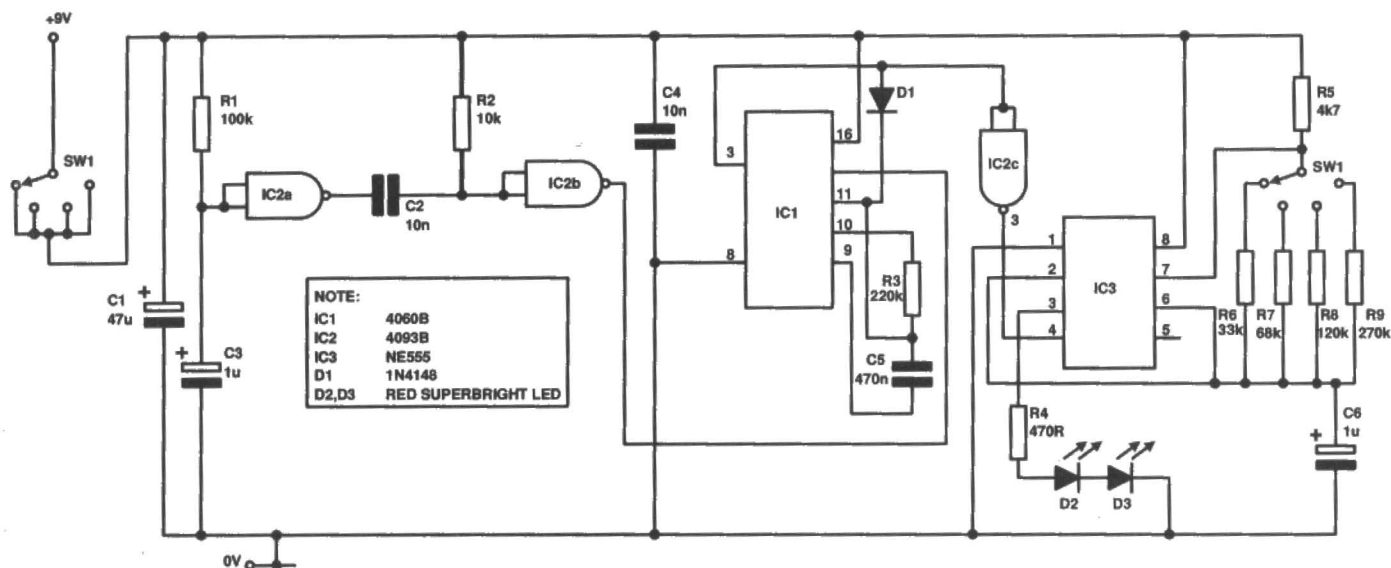 +9V
SW1
R1
100k
R2
10k
C4
10n
D1
R5
4k7
IC2a
C2
10n
IC2b
16
3
11
10
9
8
IC1
R3
220k
C5
470n
IC2c
3
SW1
1
2
3
4
8
7
6
5
IC3
R6
33k
R7
68k
R8
120k
R9
270k
+
C1
47u
+
C3
1u
NOTE:
IC1 4060B
IC2 4093B
IC3 NE555
D1 1N4148
D2,D3 RED SUPERBRIGHT LED
R4
470R
D2
D3
+
C6
1u
0V